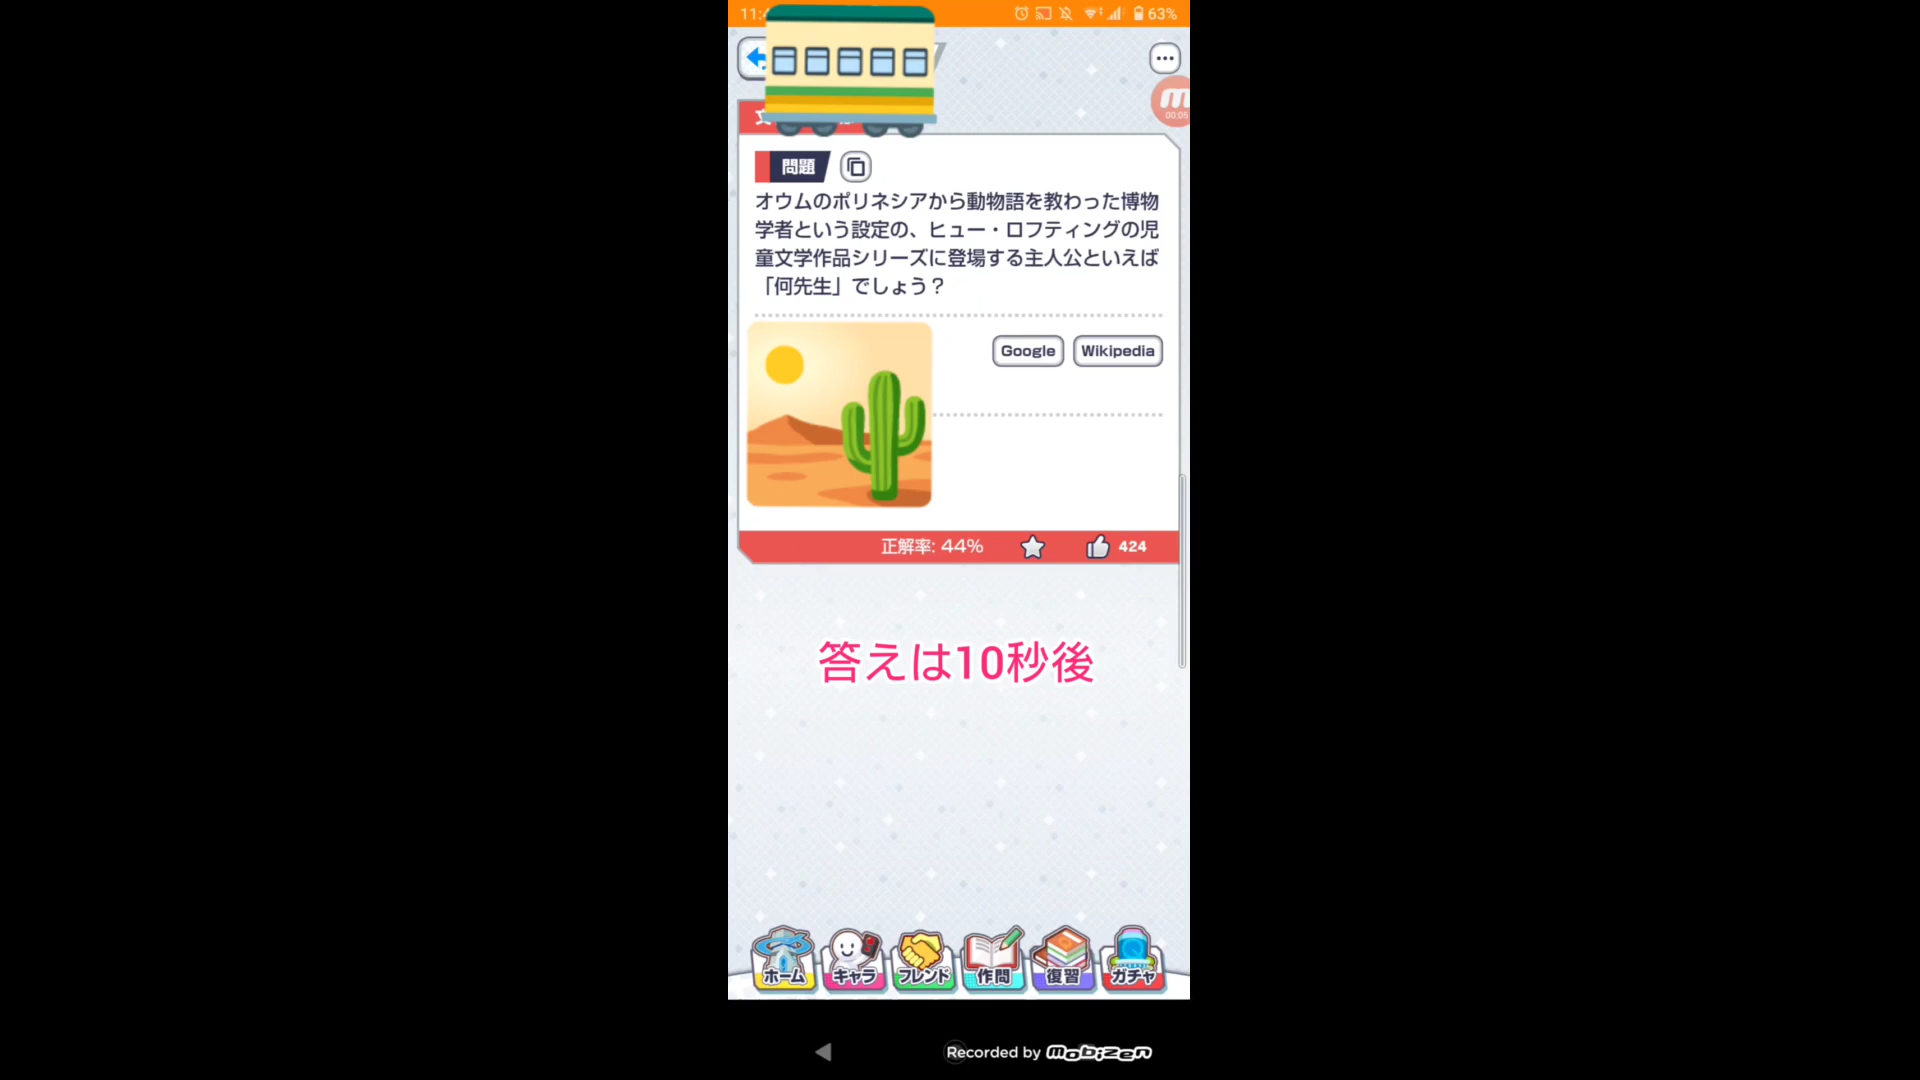 63%
00:05
問題
オウムのポリネシアから動物語を教わった博物
学者という設定の、ヒュー・ロフティングの児
童文学作品シリーズに登場する主人公といえば
「何先生」でしょう？
Google Wikipedia
正解率: 44% 424
答えは10秒後
ホーム キャラ フレンド 作問 復習 ガチャ
Recorded by mobizen